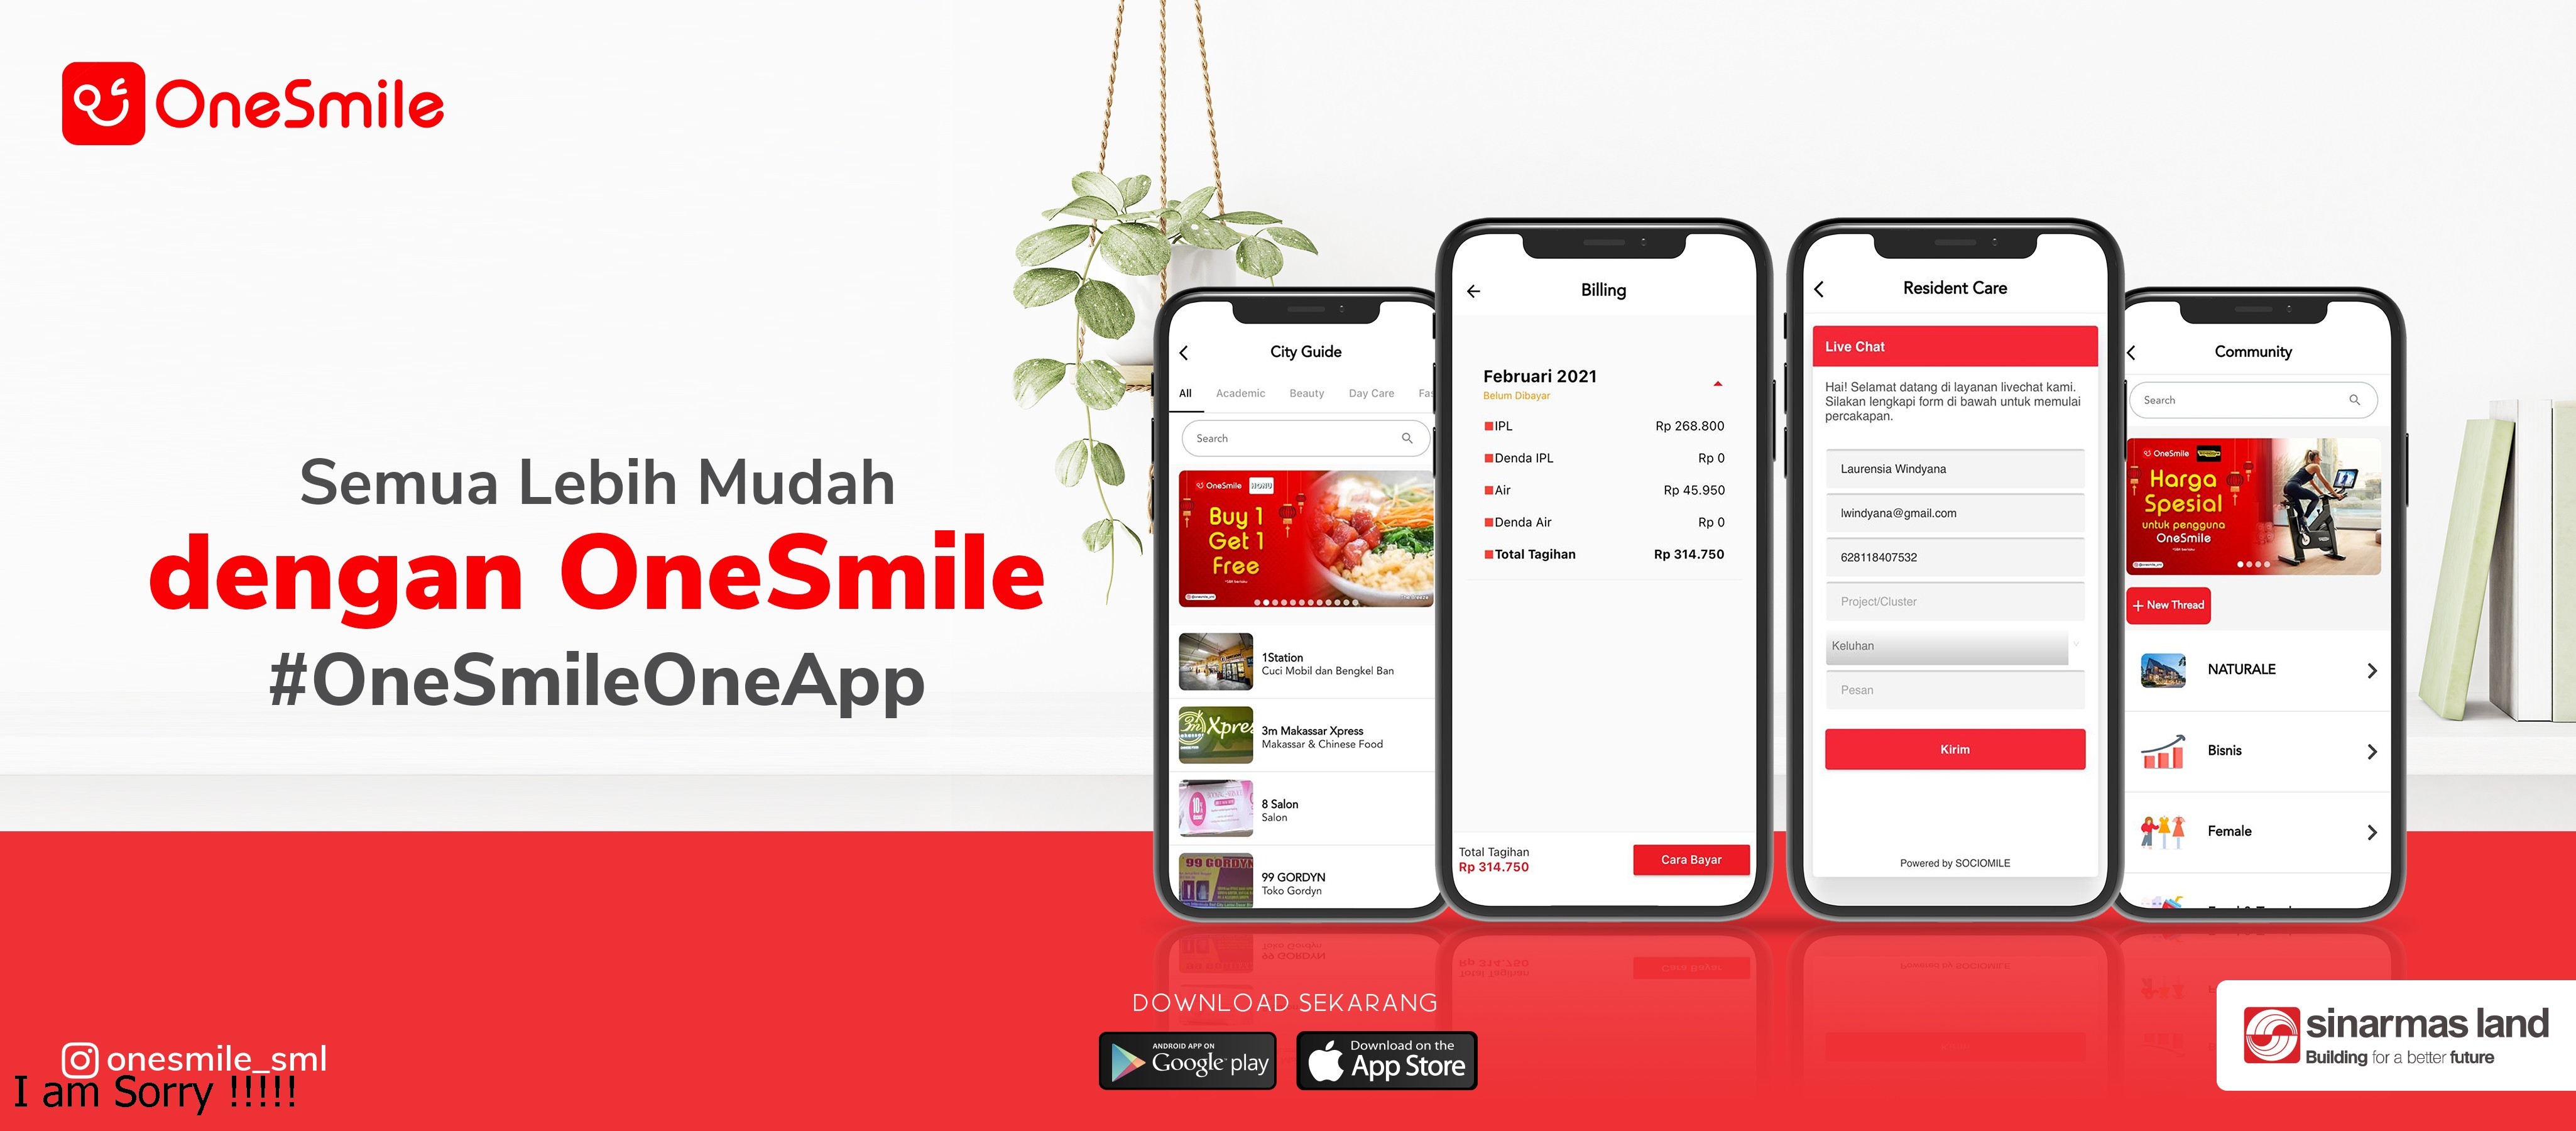 OneSmile
Semua Lebih Mudah
dengan OneSmile
#OneSmileOneApp
City Guide
All Academic Beauty Day Care Fas
Search
OneSmile HONU
Buy 1
Get 1
Free
1Station
Cuci Mobil dan Bengkel Ban
3m Makassar Xpress
Makassar & Chinese Food
8 Salon
Salon
99 GORDYN
99 GORDYN
Toko Gordyn
Billing
Februari 2021
Belum Dibayar
IPL Rp 268.800
Denda IPL Rp 0
Air Rp 45.950
Denda Air Rp 0
Total Tagihan Rp 314.750
Total Tagihan
Rp 314.750
Cara Bayar
Resident Care
Live Chat
Hai! Selamat datang di layanan livechat kami.
Silakan lengkapi form di bawah untuk memulai
percakapan.
Laurensia Windyana
lwindyana@gmail.com
628118407532
Project/Cluster
Keluhan
Pesan
Kirim
Powered by SOCIOMILE
Community
Search
OneSmile
Harga
Spesial
untuk pengguna
OneSmile
+ New Thread
NATURALE
Bisnis
Female
DOWNLOAD SEKARANG
ANDROID APP ON
Google play
Download on the
App Store
onesmile_sml
I am Sorry !!!!!
sinarmas land
Building for a better future